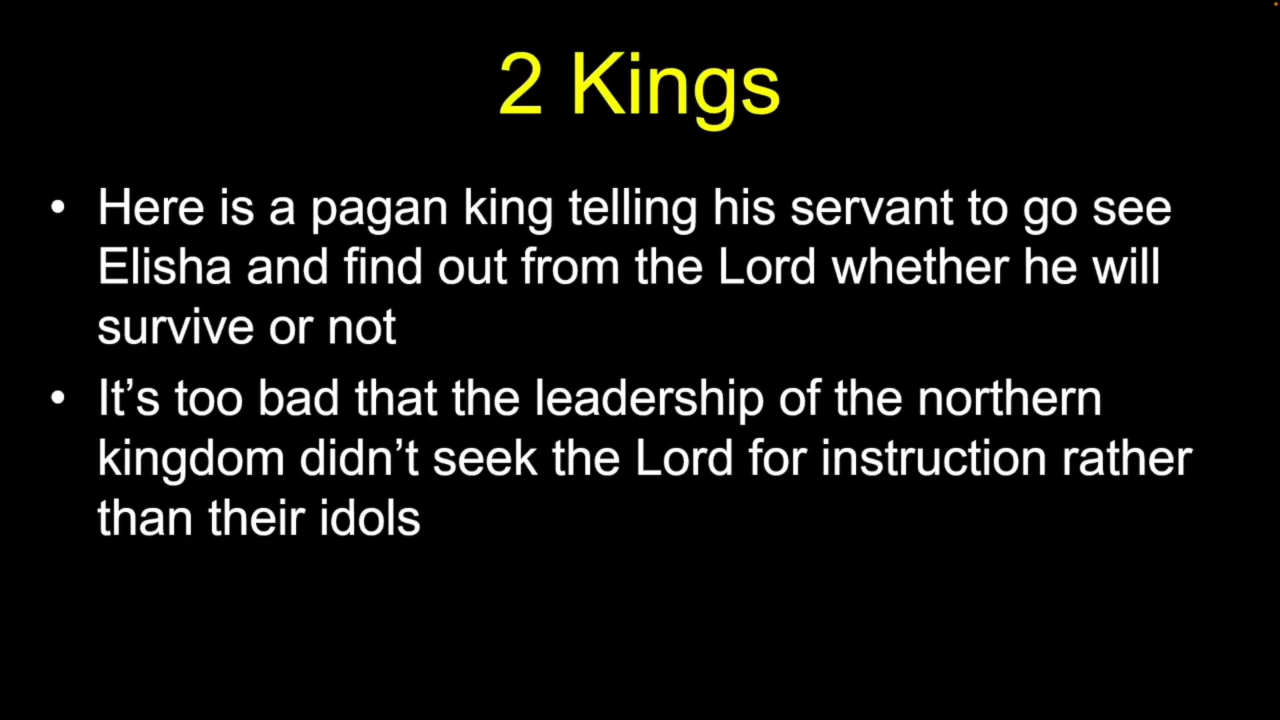 2 Kings
• Here is a pagan king telling his servant to go see
Elisha and find out from the Lord whether he will
survive or not
• It’s too bad that the leadership of the northern
kingdom didn’t seek the Lord for instruction rather
than their idols